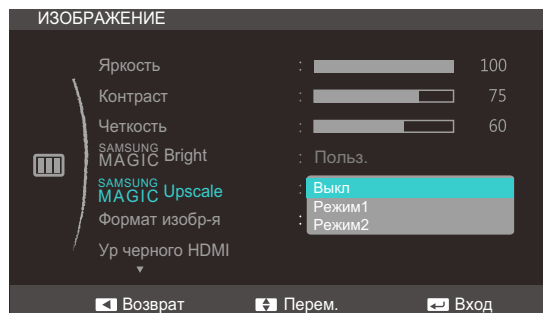 ИЗОБРАЖЕНИЕ
Яркость : 100
Контраст : 75
Четкость : 60
SAMSUNG MAGIC Bright : Польз.
SAMSUNG MAGIC Upscale : Выкл
Режим1
Формат изобр-я : Режим2
Ур черного HDMI
Возврат Перем. Вход